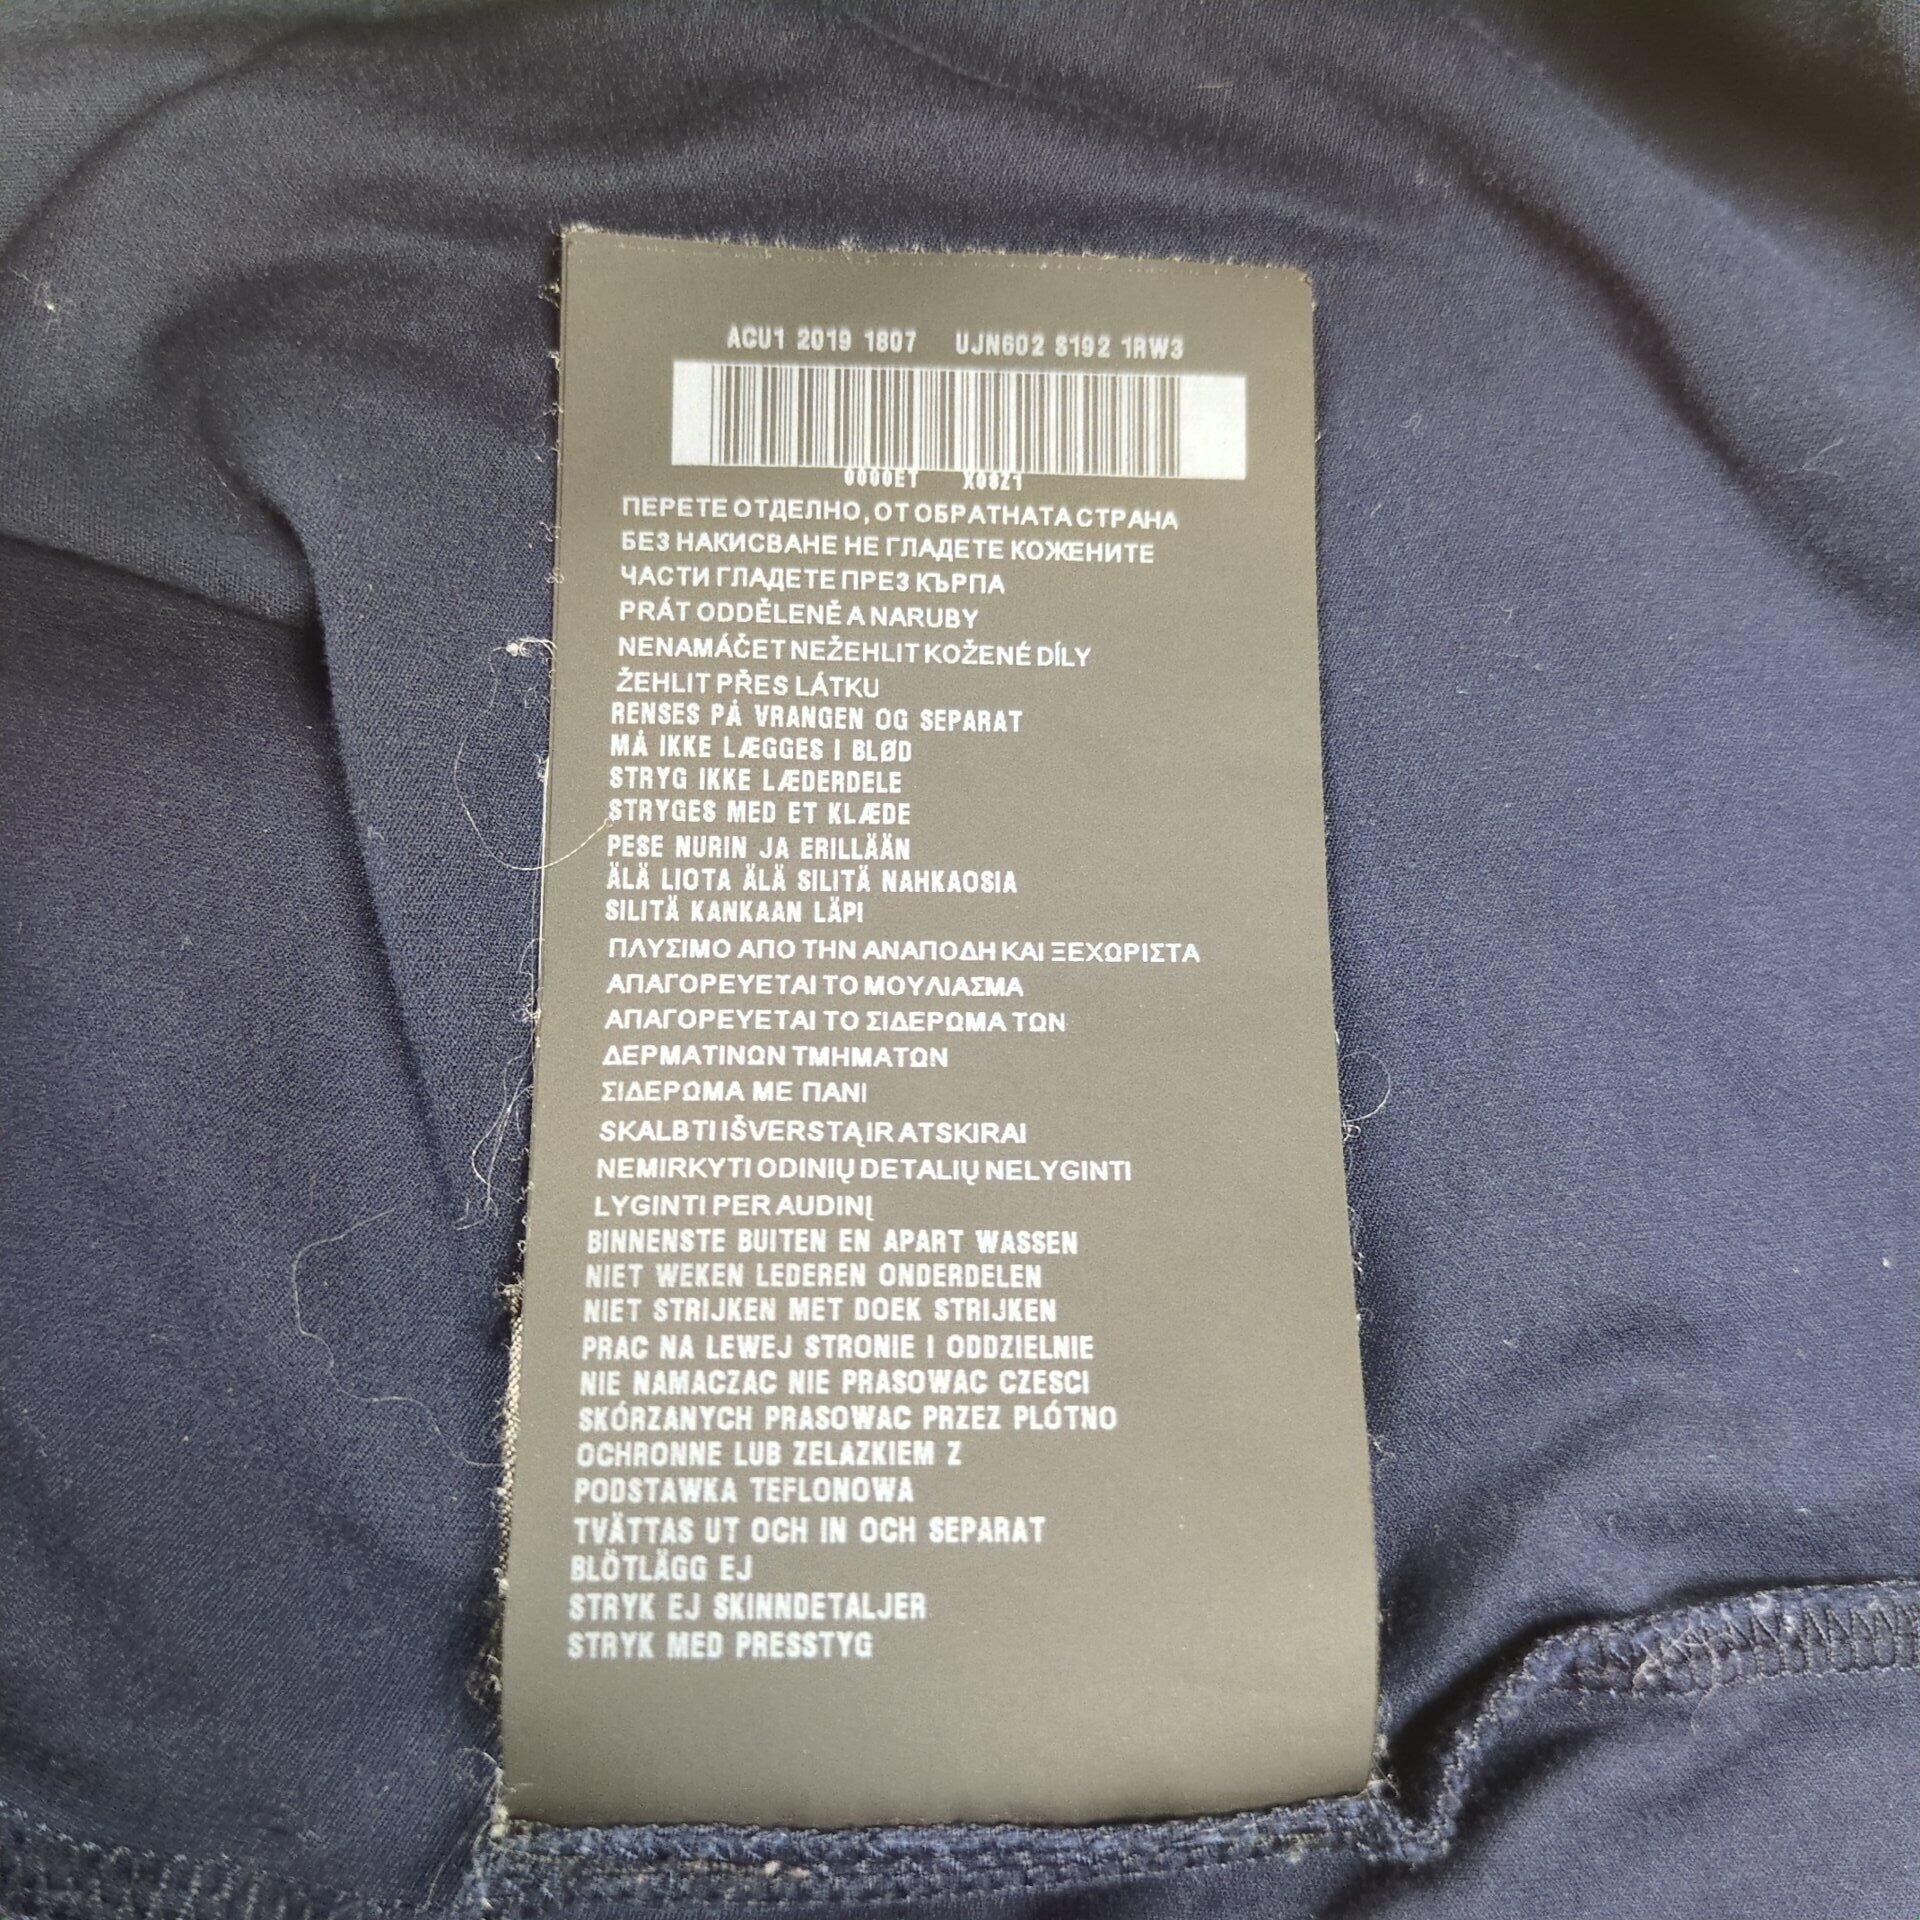 ACU1 2019 1807 UJN602 S192 1RW3
0000ET X08Z1
ПЕРЕТЕ ОТДЕЛНО, ОТ ОБРАТНАТА СТРАНА
БЕЗ НАКИСВАНЕ НЕ ГЛАДЕТЕ КОЖЕНИТЕ
ЧАСТИ ГЛАДЕТЕ ПРЕЗ КЪРПА
PRÁT ODDĚLENĚ A NARUBY
NENAMÁČET NEŽEHLIT KOŽENÉ DÍLY
ŽEHLIT PŘES LÁTKU
RENSES PÅ VRANGEN OG SEPARAT
MÅ IKKE LÆGGES I BLØD
STRYG IKKE LÆDERDELE
STRYGES MED ET KLÆDE
PESE NURIN JA ERILLÄÄN
ÄLÄ LIOTA ÄLÄ SILITÄ NAHKAOSIA
SILITÄ KANKAAN LÄPI
ΠΛΥΣΙΜΟ ΑΠΟ ΤΗΝ ΑΝΑΠΟΔΗ ΚΑΙ ΞΕΧΩΡΙΣΤΑ
ΑΠΑΓΟΡΕΥΕΤΑΙ ΤΟ ΜΟΥΛΙΑΣΜΑ
ΑΠΑΓΟΡΕΥΕΤΑΙ ΤΟ ΣΙΔΕΡΩΜΑ ΤΩΝ
ΔΕΡΜΑΤΙΝΩΝ ΤΜΗΜΑΤΩΝ
ΣΙΔΕΡΩΜΑ ΜΕ ΠΑΝΙ
SKALBTI IŠVERSTĄ IR ATSKIRAI
NEMIRKYTI ODINIŲ DETALIŲ NELYGINTI
LYGINTI PER AUDINĮ
BINNENSTE BUITEN EN APART WASSEN
NIET WEKEN LEDEREN ONDERDELEN
NIET STRIJKEN MET DOEK STRIJKEN
PRAC NA LEWEJ STRONIE I ODDZIELNIE
NIE NAMACZAC NIE PRASOWAC CZESCI
SKÓRZANYCH PRASOWAC PRZEZ PLÓTNO
OCHRONNE LUB ZELAZKIEM Z
PODSTAWKA TEFLONOWA
TVÄTTAS UT OCH IN OCH SEPARAT
BLÖTLÄGG EJ
STRYK EJ SKINNDETALJER
STRYK MED PRESSTYG